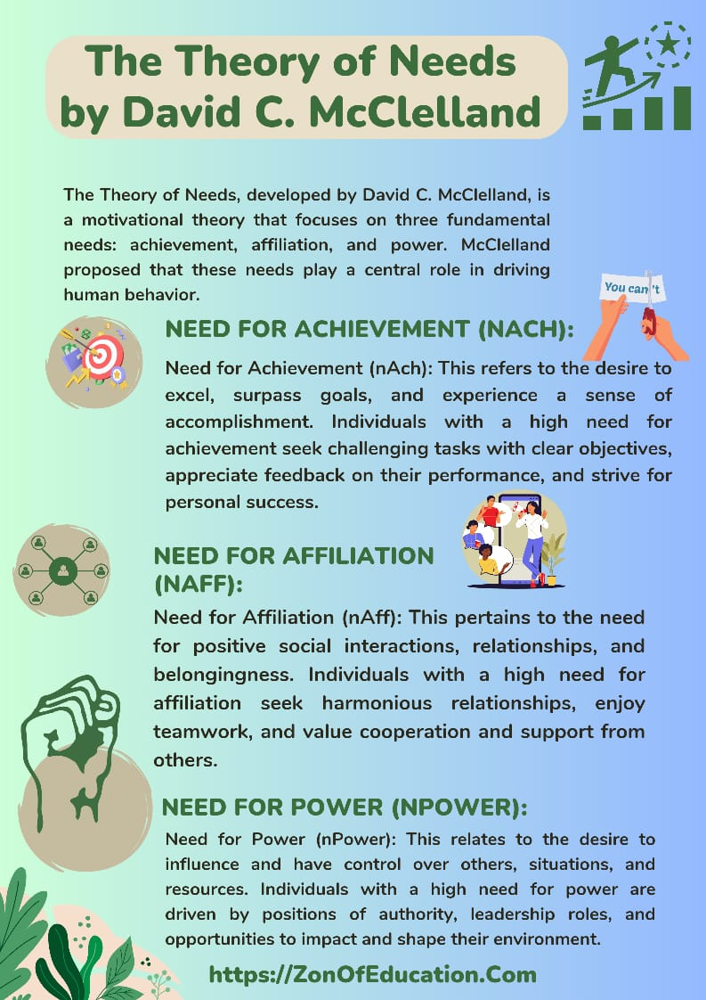 The Theory of Needs
by David C. McClelland
The Theory of Needs, developed by David C. McClelland, is
a motivational theory that focuses on three fundamental
needs: achievement, affiliation, and power. McClelland
proposed that these needs play a central role in driving
human behavior.
You can't
NEED FOR ACHIEVEMENT (NACH):
Need for Achievement (nAch): This refers to the desire to
excel, surpass goals, and experience a sense of
accomplishment. Individuals with a high need for
achievement seek challenging tasks with clear objectives,
appreciate feedback on their performance, and strive for
personal success.
NEED FOR AFFILIATION
(NAFF):
Need for Affiliation (nAff): This pertains to the need
for positive social interactions, relationships, and
belongingness. Individuals with a high need for
affiliation seek harmonious relationships, enjoy
teamwork, and value cooperation and support from
others.
NEED FOR POWER (NPOWER):
Need for Power (nPower): This relates to the desire to
influence and have control over others, situations, and
resources. Individuals with a high need for power are
driven by positions of authority, leadership roles, and
opportunities to impact and shape their environment.
https://ZonOfEducation.Com